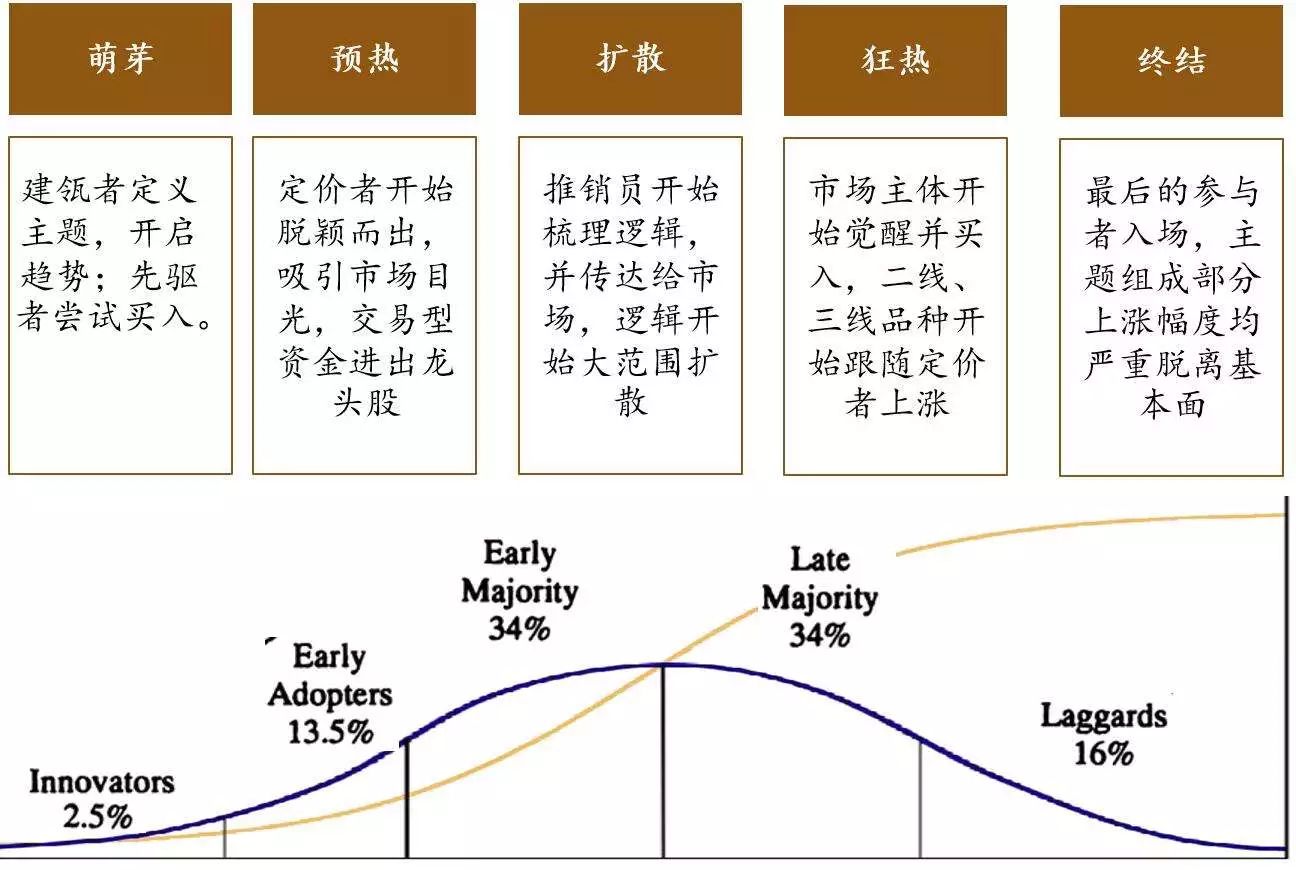 萌芽
预热
扩散
狂热
终结
建瓴者定义
主题，开启
趋势；先驱
者尝试买入。
定价者开始
脱颖而出，
吸引市场目
光，交易型
资金进出龙
头股
推销员开始
梳理逻辑，
并传达给市
场，逻辑开
始大范围扩
散
市场主体开
始觉醒并买
入，二线、
三线品种开
始跟随定价
者上涨
最后的参与
者入场，主
题组成部分
上涨幅度均
严重脱离基
本面
Innovators
2.5%
Early
Adopters
13.5%
Early
Majority
34%
Late
Majority
34%
Laggards
16%